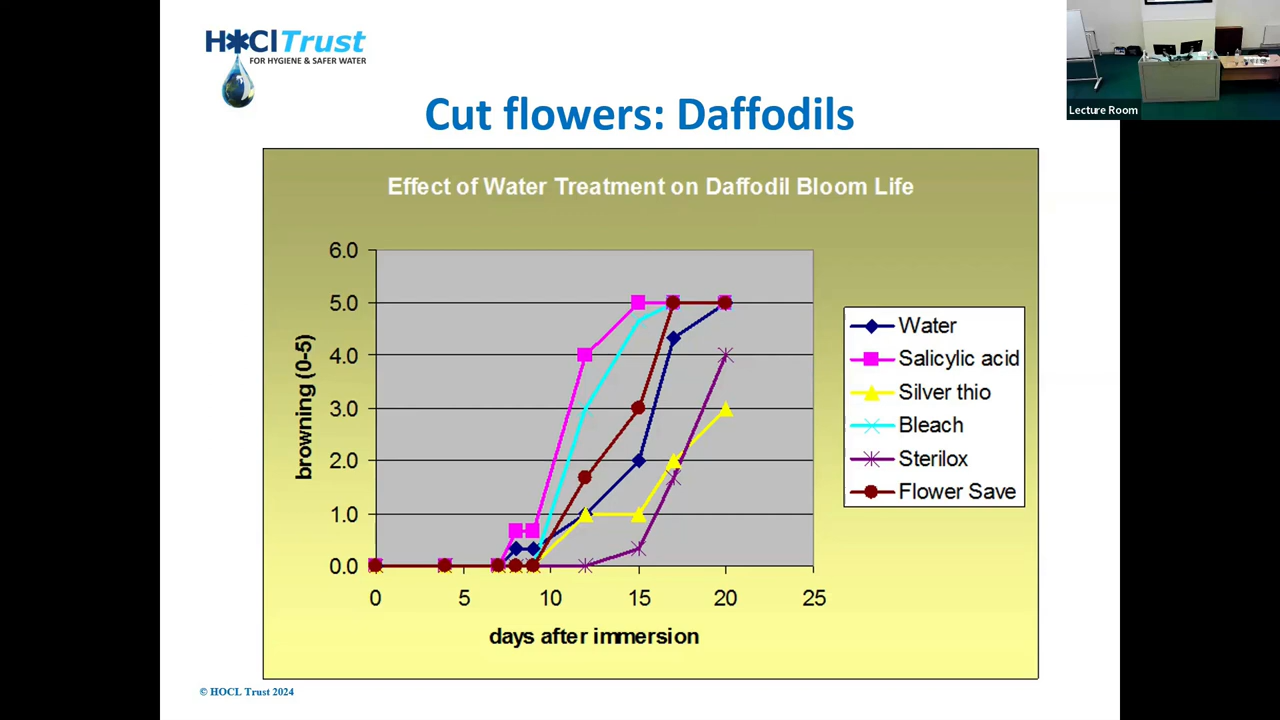 H*Cl Trust
FOR HYGIENE & SAFER WATER
Lecture Room
Cut flowers: Daffodils
Effect of Water Treatment on Daffodil Bloom Life
browning (0-5)
6.0
5.0
4.0
3.0
2.0
1.0
0.0
0 5 10 15 20 25
days after immersion
Water
Salicylic acid
Silver thio
Bleach
Sterilox
Flower Save
© HOCL Trust 2024